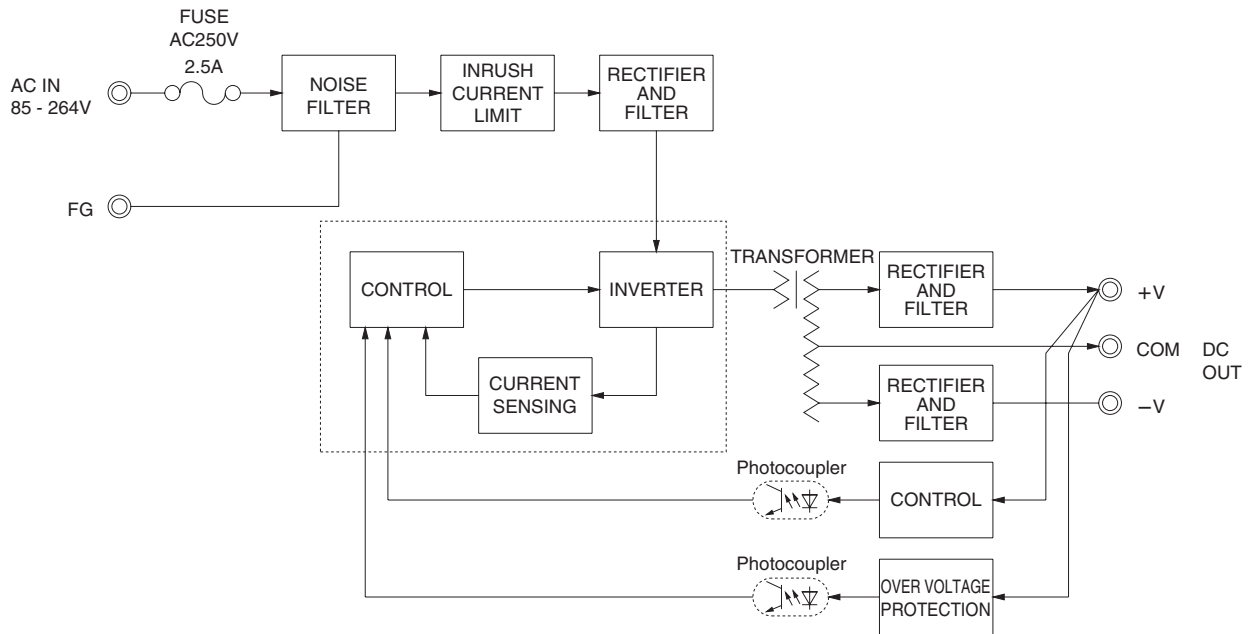 FUSE
AC250V
2.5A
AC IN
85 - 264V
NOISE
FILTER
INRUSH
CURRENT
LIMIT
RECTIFIER
AND
FILTER
FG
CONTROL
INVERTER
CURRENT
SENSING
TRANSFORMER
RECTIFIER
AND
FILTER
+V
COM
DC
OUT
RECTIFIER
AND
FILTER
−V
Photocoupler
CONTROL
Photocoupler
OVER VOLTAGE
PROTECTION